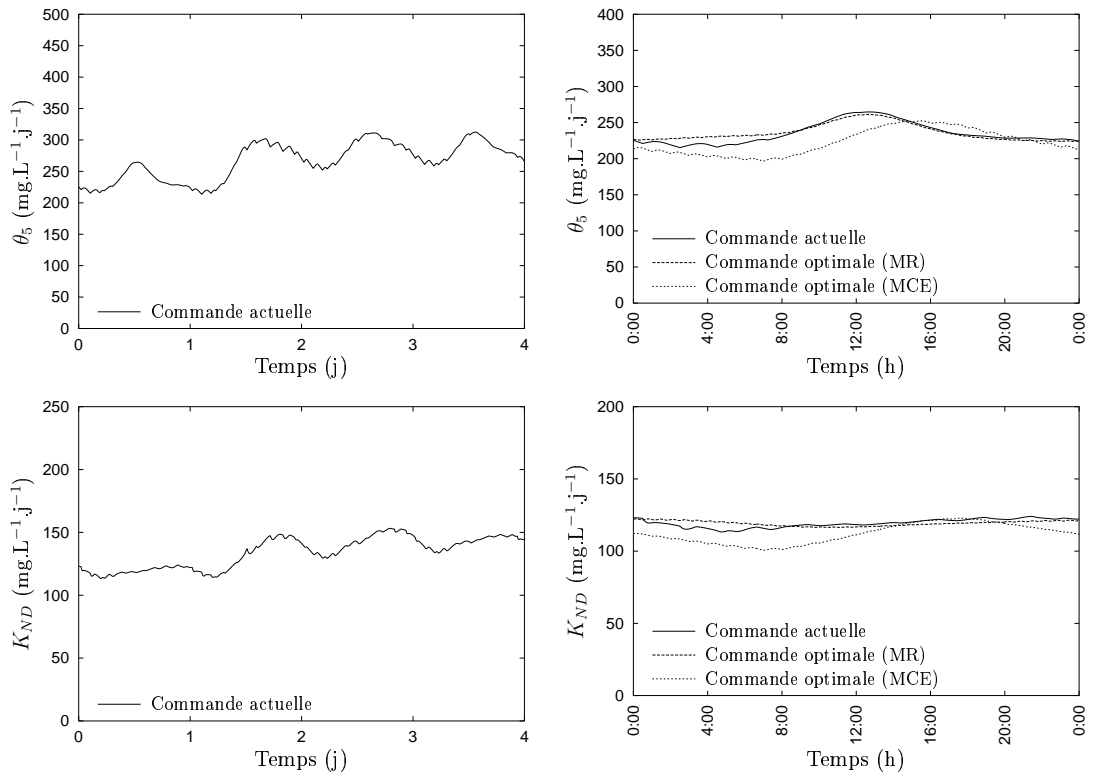 500
450
400
350
300
250
200
150
100
50
0
θ₅ (mg.L⁻¹.j⁻¹)
Commande actuelle
0 1 2 3 4
Temps (j)
400
350
300
250
200
150
100
50
0
θ₅ (mg.L⁻¹.j⁻¹)
Commande actuelle
Commande optimale (MR)
Commande optimale (MCE)
0:00 4:00 8:00 12:00 16:00 20:00 0:00
Temps (h)
250
200
150
100
50
0
K_{ND} (mg.L⁻¹.j⁻¹)
Commande actuelle
0 1 2 3 4
Temps (j)
200
150
100
50
0
K_{ND} (mg.L⁻¹.j⁻¹)
Commande actuelle
Commande optimale (MR)
Commande optimale (MCE)
0:00 4:00 8:00 12:00 16:00 20:00 0:00
Temps (h)